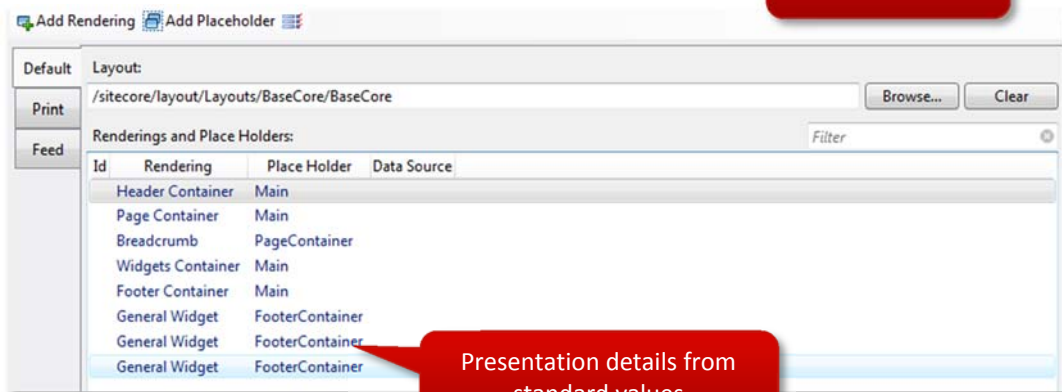 Add Rendering Add Placeholder
Default Layout:
/sitecore/layout/Layouts/BaseCore/BaseCore Browse... Clear
Print
Renderings and Place Holders: Filter
Feed
Id Rendering Place Holder Data Source
Header Container Main
Page Container Main
Breadcrumb PageContainer
Widgets Container Main
Footer Container Main
General Widget FooterContainer
General Widget FooterContainer
General Widget FooterContainer
Presentation details from
standard values